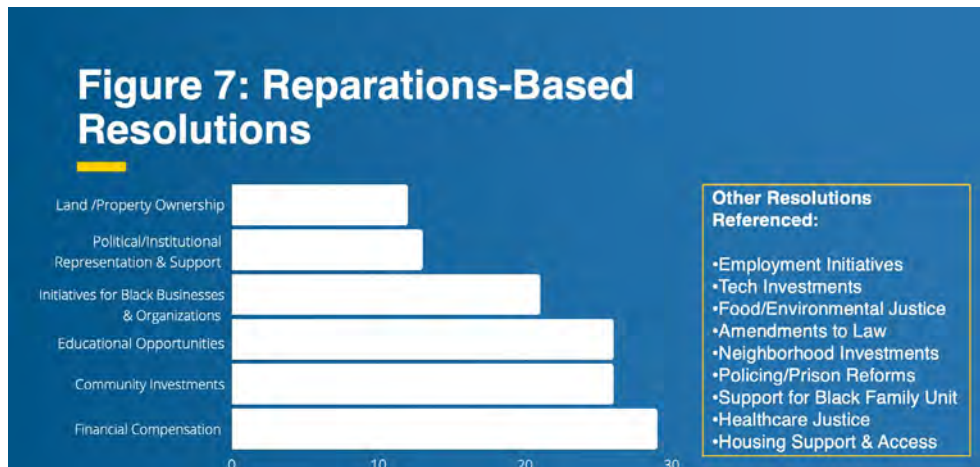 Figure 7: Reparations-Based
Resolutions
Land /Property Ownership
Political/Institutional
Representation & Support
Initiatives for Black Businesses
& Organizations
Educational Opportunities
Community Investments
Financial Compensation
0
10
20
30
Other Resolutions
Referenced:
•Employment Initiatives
•Tech Investments
•Food/Environmental Justice
•Amendments to Law
•Neighborhood Investments
•Policing/Prison Reforms
•Support for Black Family Unit
•Healthcare Justice
•Housing Support & Access